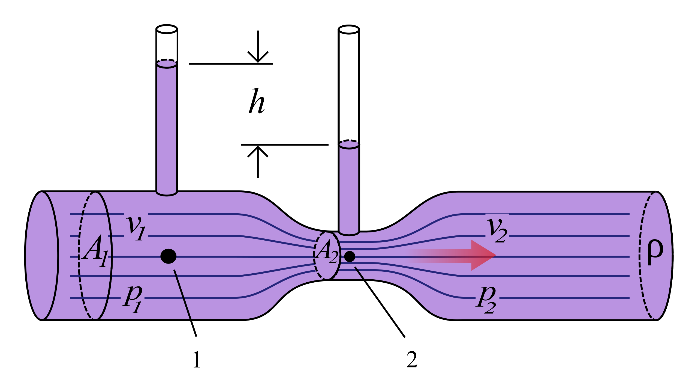 h
v₁
v₂
A₁
A₂
ρ
p₁
p₂
1
2